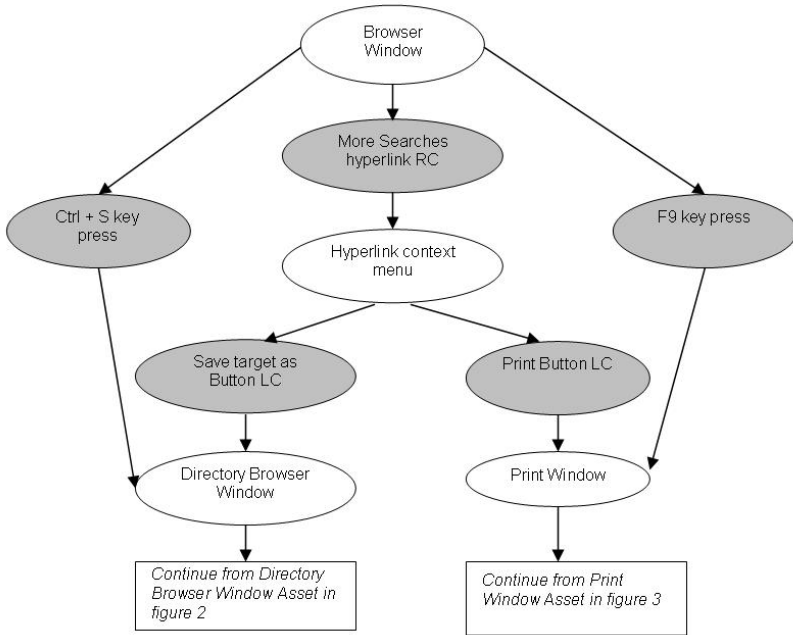 Browser
Window
More Searches
hyperlink RC
Ctrl + S key
press
F9 key press
Hyperlink context
menu
Save target as
Button LC
Print Button LC
Directory Browser
Window
Print Window
Continue from Directory
Browser Window Asset in
figure 2
Continue from Print
Window Asset in figure 3